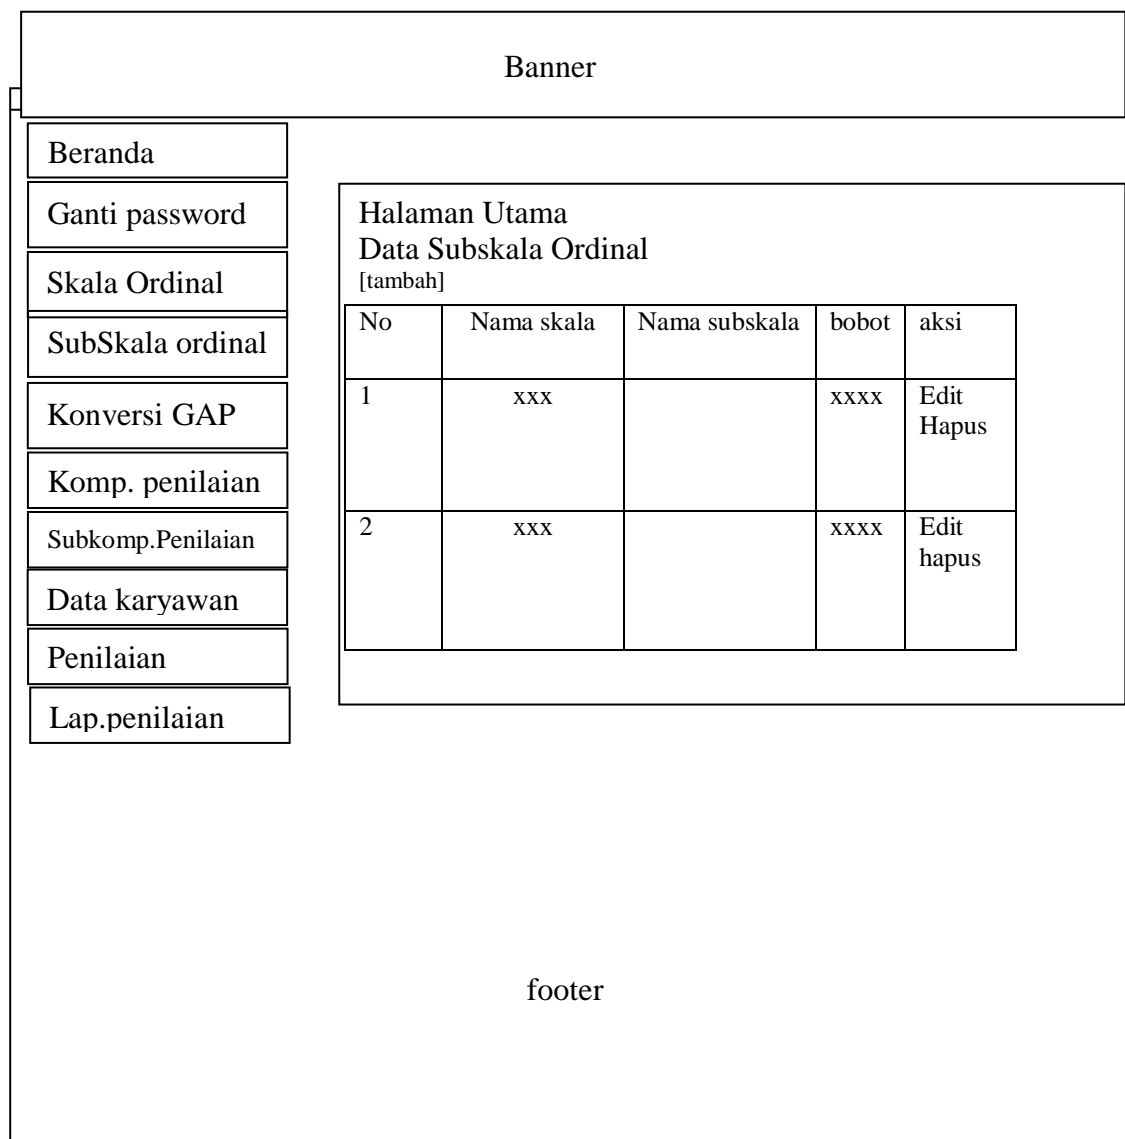 Banner
Beranda
Ganti password
Skala Ordinal
SubSkala ordinal
Konversi GAP
Komp. penilaian
Subkomp.Penilaian
Data karyawan
Penilaian
Lap.penilaian
Halaman Utama
Data Subskala Ordinal
[tambah]
No Nama skala Nama subskala bobot aksi
1 xxx xxxx Edit
Hapus
2 xxx xxxx Edit
hapus
footer